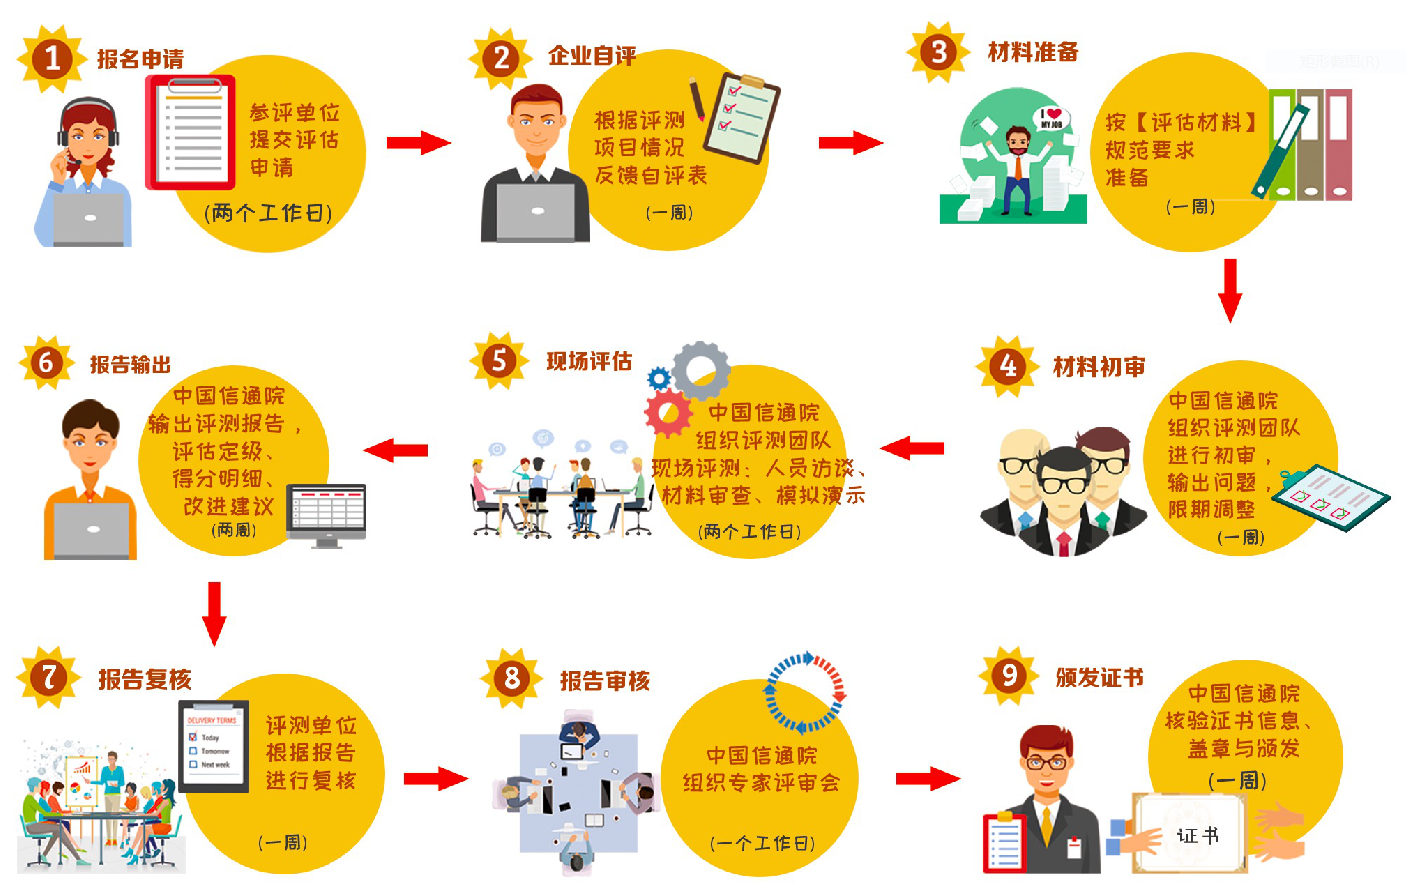 1
报名申请
参评单位
提交评估
申请
(两个工作日)
2
企业自评
根据评测
项目情况
反馈自评表
(一周)
3
材料准备
I ❤
MY JOB
按【评估材料】
规范要求
准备
(一周)
矩形截图(R)
4
材料初审
中国信通院
组织评测团队
进行初审，
输出问题，
限期调整
(一周)
5
现场评估
中国信通院
组织评测团队
现场评测：人员访谈、
材料审查、模拟演示
(两个工作日)
6
报告输出
中国信通院
输出评测报告，
评估定级、
得分明细、
改进建议
(两周)
7
报告复核
DELIVERY TERMS
Today
Tomorrow
Next week
评测单位
根据报告
进行复核
(一周)
8
报告审核
中国信通院
组织专家评审会
(一个工作日)
9
颁发证书
中国信通院
核验证书信息、
盖章与颁发
(一周)
证书